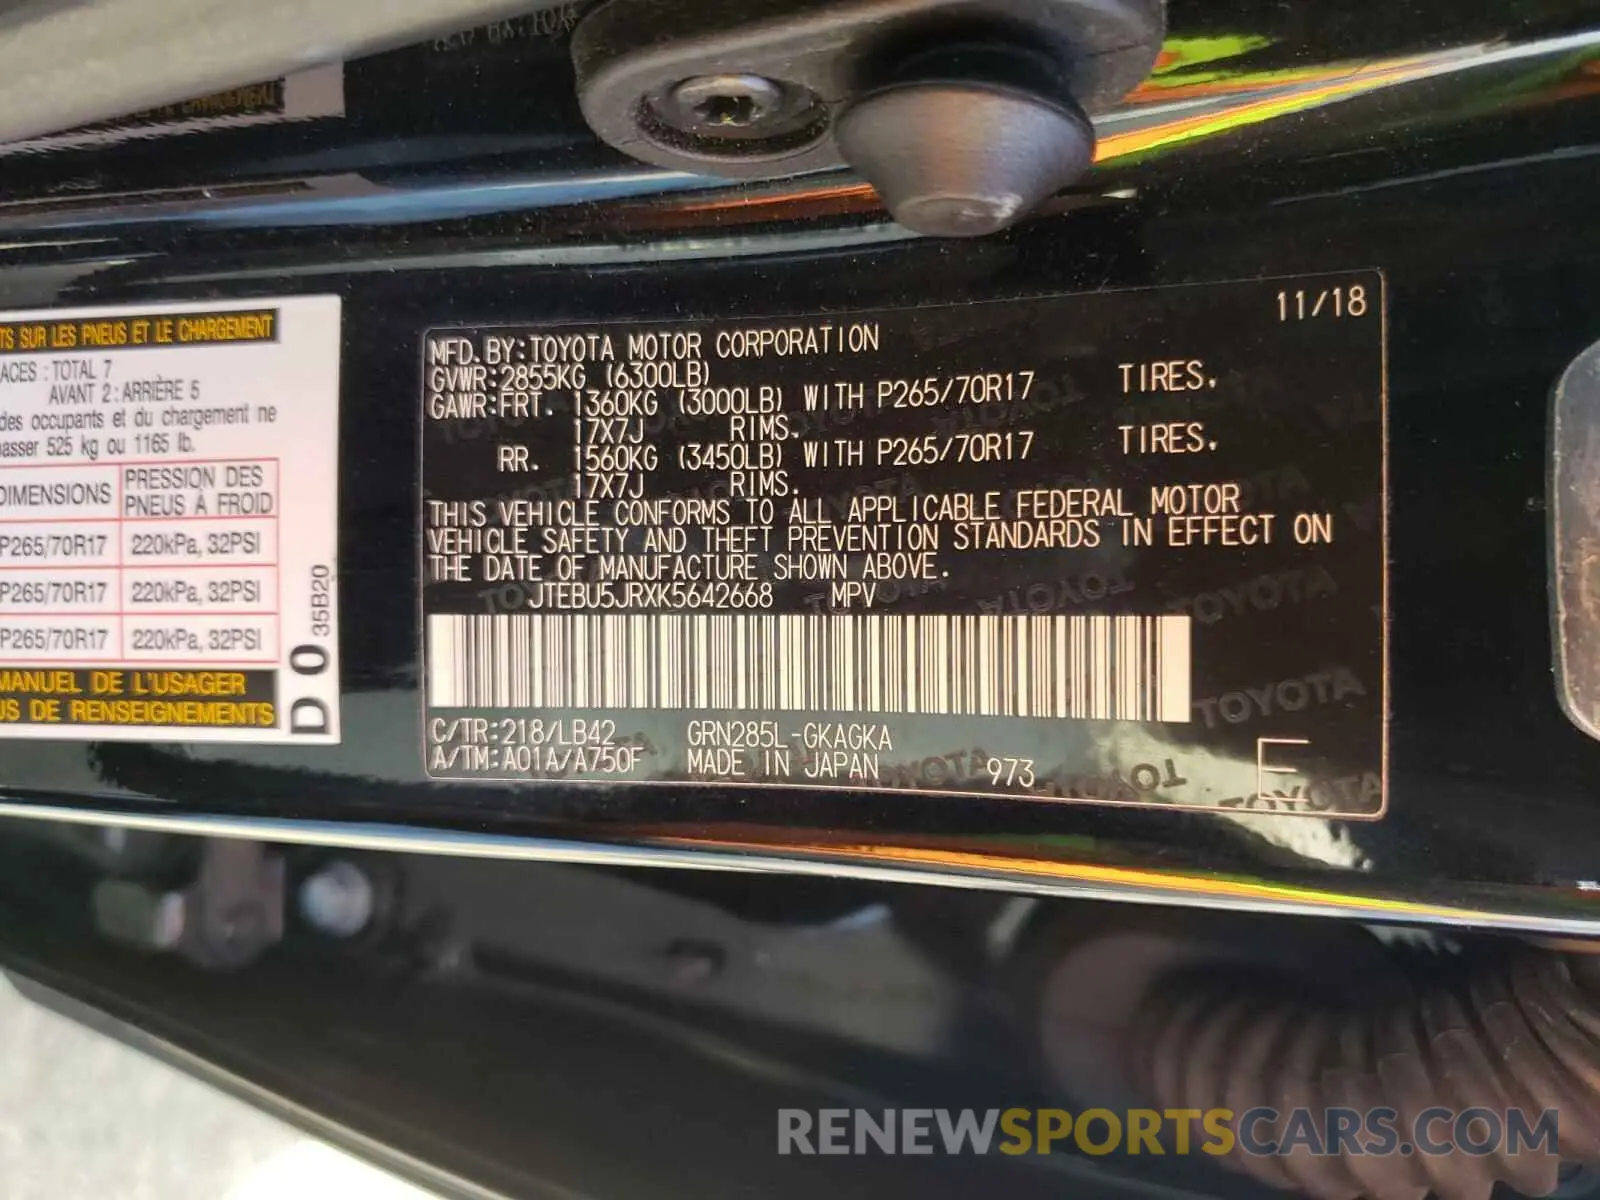 TS SUR LES PNEUS ET LE CHARGEMENT
ACES : TOTAL 7
AVANT 2 : ARRIÈRE 5
des occupants et du chargement ne
asser 525 kg ou 1165 lb.
DIMENSIONS PRESSION DES PNEUS À FROID
P265/70R17 220kPa, 32PSI
P265/70R17 220kPa, 32PSI
P265/70R17 220kPa, 32PSI
MANUEL DE L'USAGER
US DE RENSEIGNEMENTS
D 0 35B20
11/18
MFD. BY: TOYOTA MOTOR CORPORATION
GVWR: 2855KG (6300LB)
GAWR: FRT. 1360KG (3000LB) WITH P265/70R17 TIRES,
17X7J RIMS.
RR. 1560KG (3450LB) WITH P265/70R17 TIRES,
17X7J RIMS.
THIS VEHICLE CONFORMS TO ALL APPLICABLE FEDERAL MOTOR
VEHICLE SAFETY AND THEFT PREVENTION STANDARDS IN EFFECT ON
THE DATE OF MANUFACTURE SHOWN ABOVE.
JTEBU5JRXK5642668 MPV
C/TR: 218/LB42 GRN285L-GKAGKA
A/TM: A01A/A750F MADE IN JAPAN 973 E
RENEWSPORTSCARS.COM